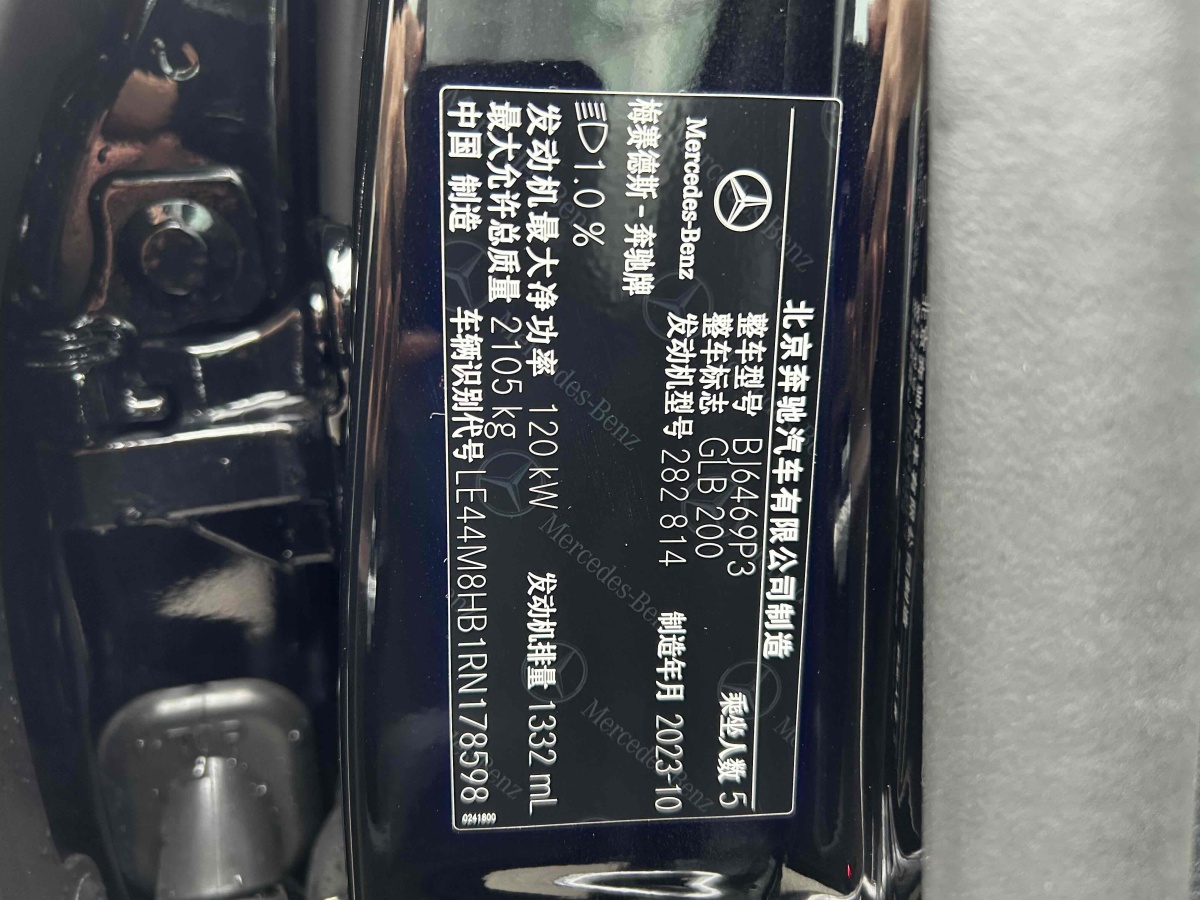 北京奔驰汽车有限公司制造
Mercedes-Benz
梅赛德斯-奔驰牌
整车型号 BJ6469P3 乘坐人数 5
整车标志 GLB 200
发动机型号 282 814 制造年月 2023-10
1.0 %
发动机最大净功率 120 kW 发动机排量 1332 mL
最大允许总质量 2105 kg
中国 制造 车辆识别代号 LE44M8HB1RN178598
0241800